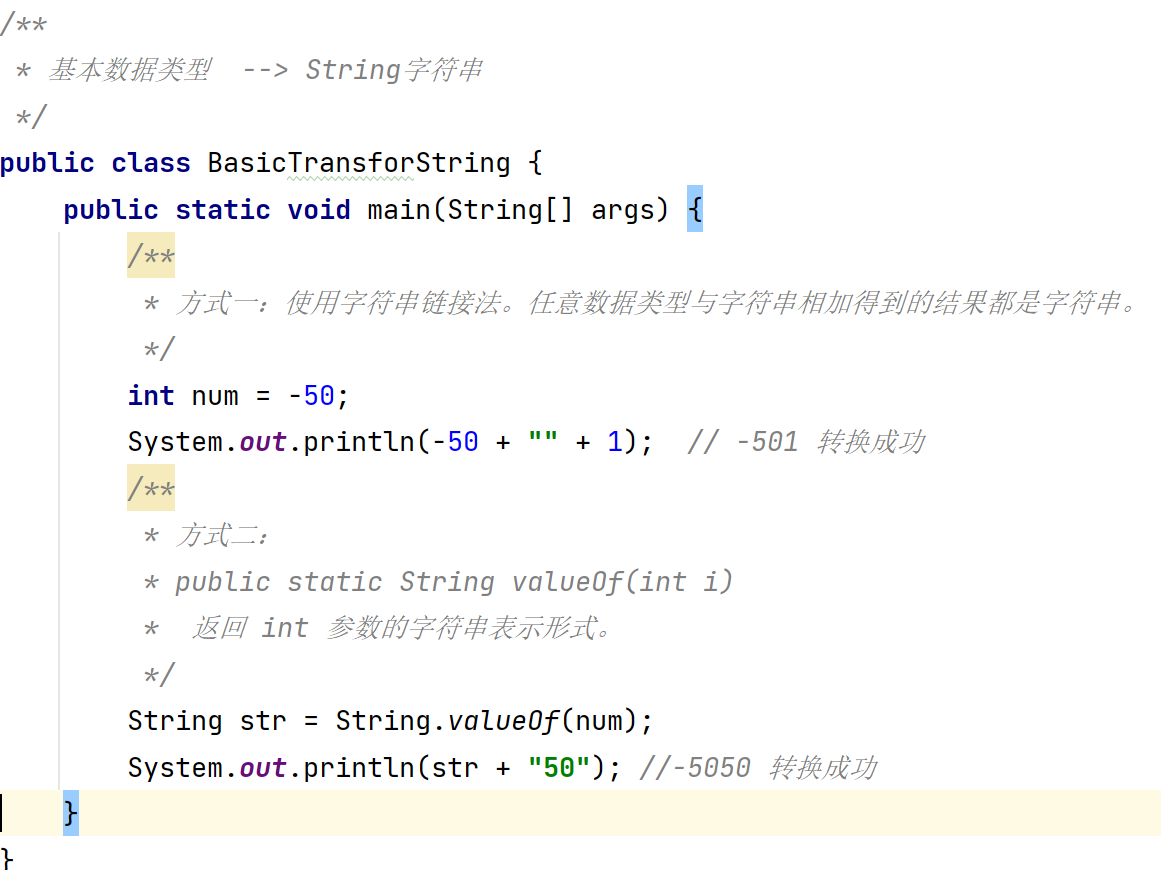 /**
 * 基本数据类型  --> String字符串
 */
public class BasicTransforString {
    public static void main(String[] args) {
        /**
         * 方式一：使用字符串链接法。任意数据类型与字符串相加得到的结果都是字符串。
         */
        int num = -50;
        System.out.println(-50 + "" + 1);  // -501 转换成功
        /**
         * 方式二：
         * public static String valueOf(int i)
         *  返回 int 参数的字符串表示形式。
         */
        String str = String.valueOf(num);
        System.out.println(str + "50"); //-5050 转换成功
    }
}